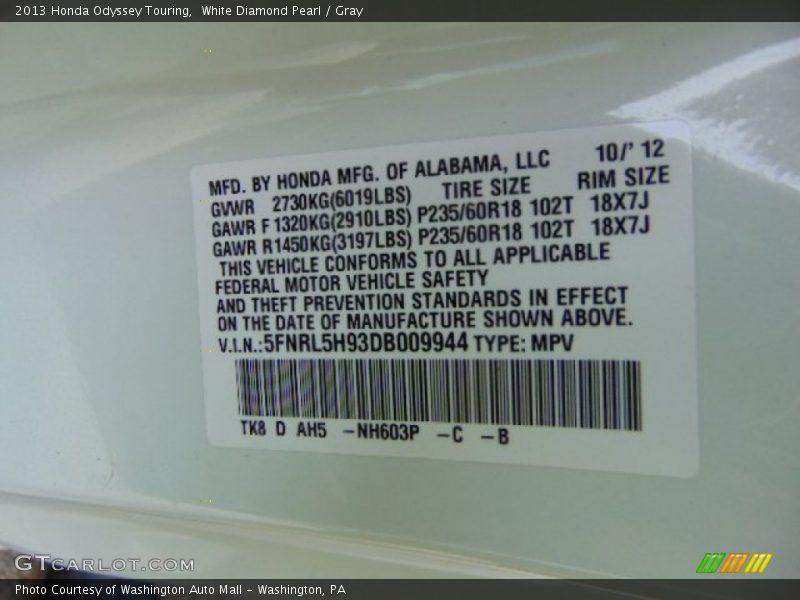 2013 Honda Odyssey Touring, White Diamond Pearl / Gray
MFD. BY HONDA MFG. OF ALABAMA, LLC 10/' 12
GVWR 2730KG(6019LBS) TIRE SIZE RIM SIZE
GAWR F 1320KG(2910LBS) P235/60R18 102T 18X7J
GAWR R1450KG(3197LBS) P235/60R18 102T 18X7J
THIS VEHICLE CONFORMS TO ALL APPLICABLE
FEDERAL MOTOR VEHICLE SAFETY
AND THEFT PREVENTION STANDARDS IN EFFECT
ON THE DATE OF MANUFACTURE SHOWN ABOVE.
V.I.N.:5FNRL5H93DB009944 TYPE: MPV
TK8 D AH5 -NH603P -C -B
GTCARLOT.COM
Photo Courtesy of Washington Auto Mall - Washington, PA